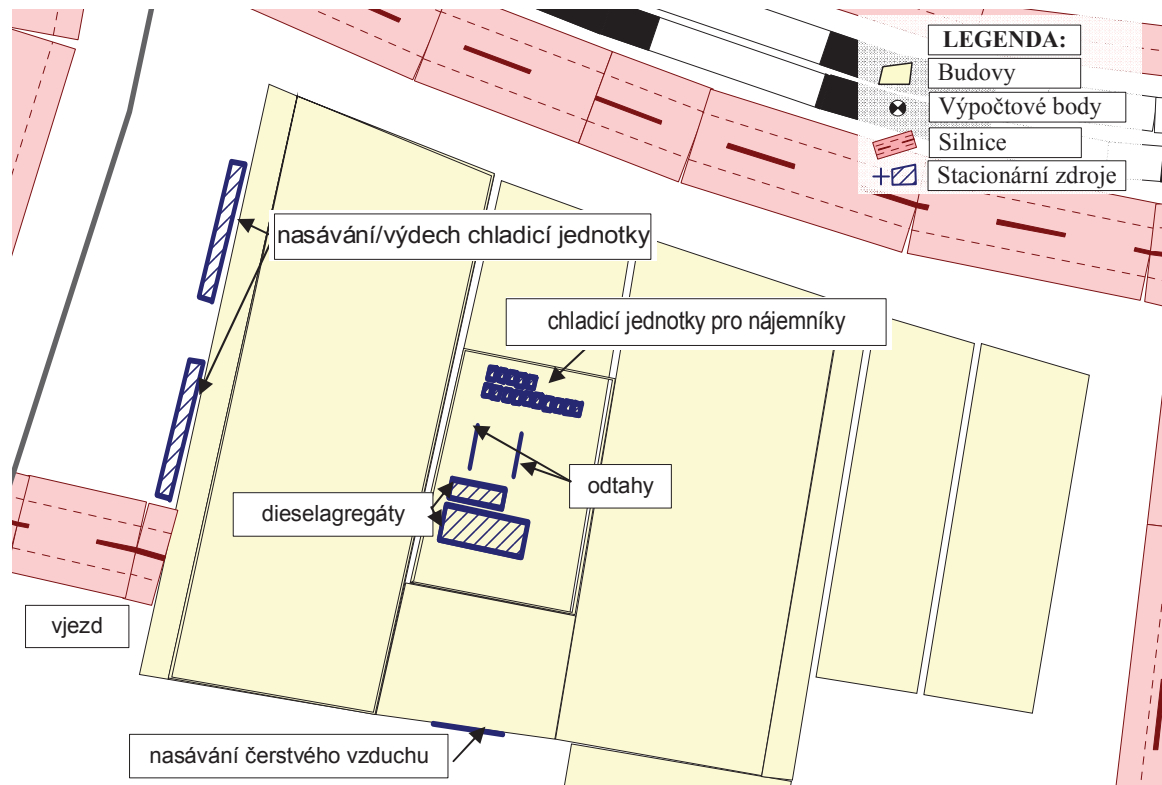 LEGENDA:
Budovy
Výpočtové body
Silnice
Stacionární zdroje
nasávání/výdech chladicí jednotky
chladicí jednotky pro nájemníky
odtahy
dieselagregáty
vjezd
nasávání čerstvého vzduchu